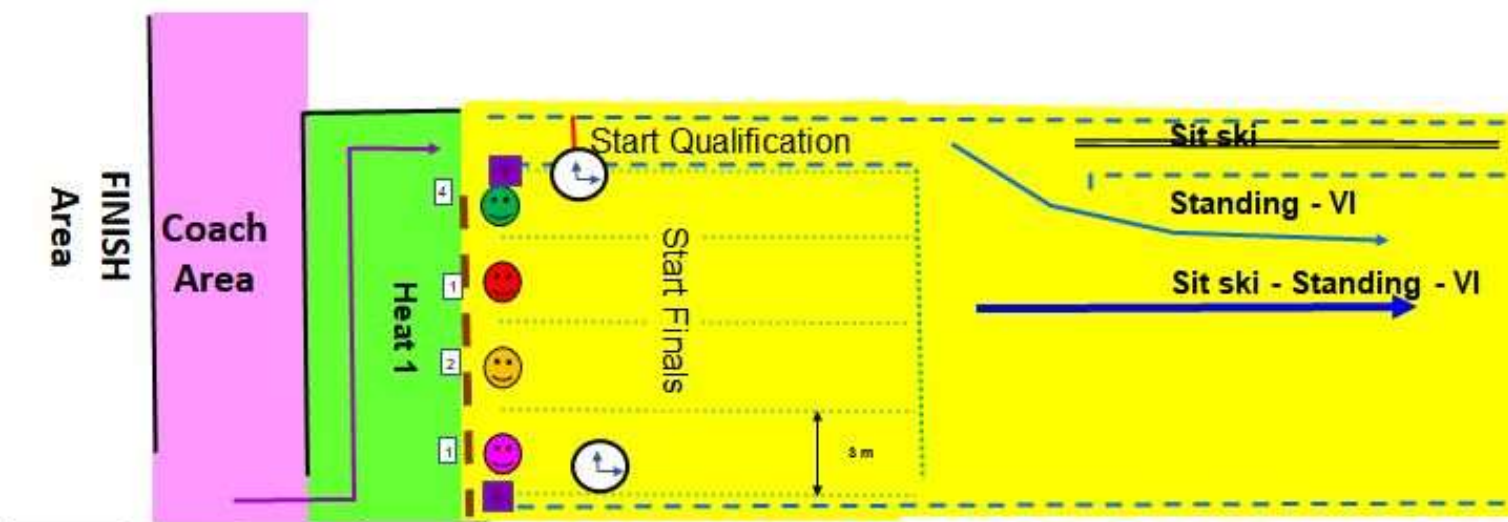 FINISH
Area
Coach
Area
Heat 1
4
1
2
1
Start Qualification
Start Finals
3 m
Sit ski
Standing - VI
Sit ski - Standing - VI